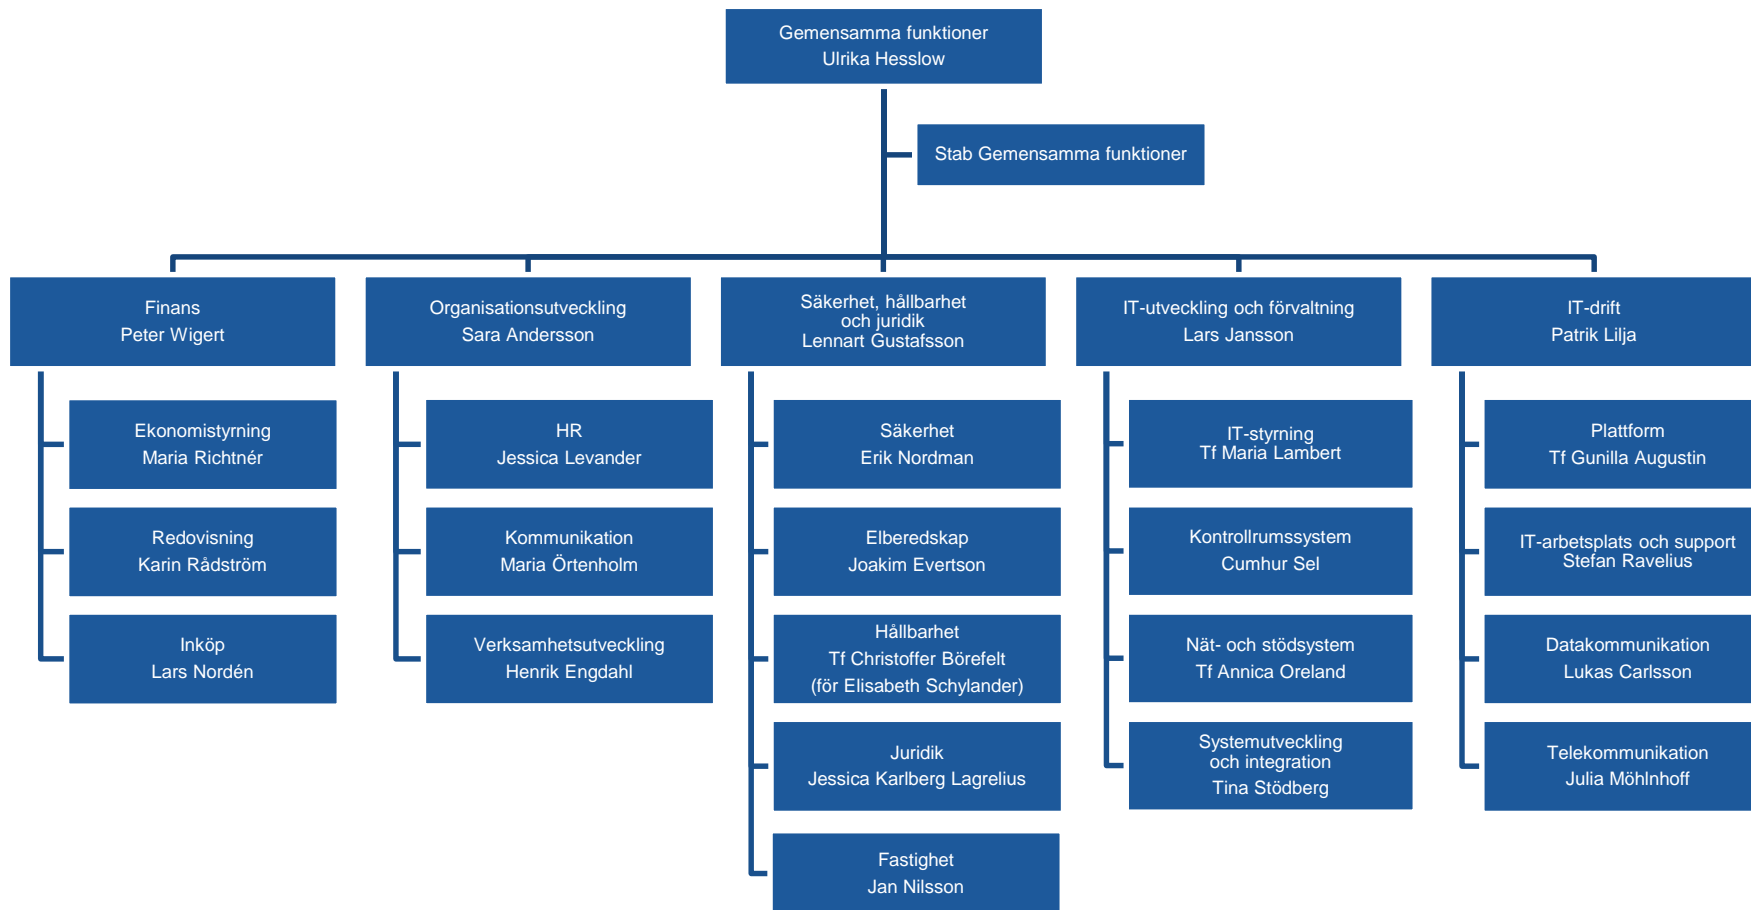 Gemensamma funktioner
Ulrika Hesslow
Stab Gemensamma funktioner
Finans
Peter Wigert
Ekonomistyrning
Maria Richtnér
Redovisning
Karin Rådström
Inköp
Lars Nordén
Organisationsutveckling
Sara Andersson
HR
Jessica Levander
Kommunikation
Maria Örtenholm
Verksamhetsutveckling
Henrik Engdahl
Säkerhet, hållbarhet
och juridik
Lennart Gustafsson
Säkerhet
Erik Nordman
Elberedskap
Joakim Evertson
Hållbarhet
Tf Christoffer Börefelt
(för Elisabeth Schylander)
Juridik
Jessica Karlberg Lagrelius
Fastighet
Jan Nilsson
IT-utveckling och förvaltning
Lars Jansson
IT-styrning
Tf Maria Lambert
Kontrollrumssystem
Cumhur Sel
Nät- och stödsystem
Tf Annica Oreland
Systemutveckling
och integration
Tina Stödberg
IT-drift
Patrik Lilja
Plattform
Tf Gunilla Augustin
IT-arbetsplats och support
Stefan Ravelius
Datakommunikation
Lukas Carlsson
Telekommunikation
Julia Möhlnhoff